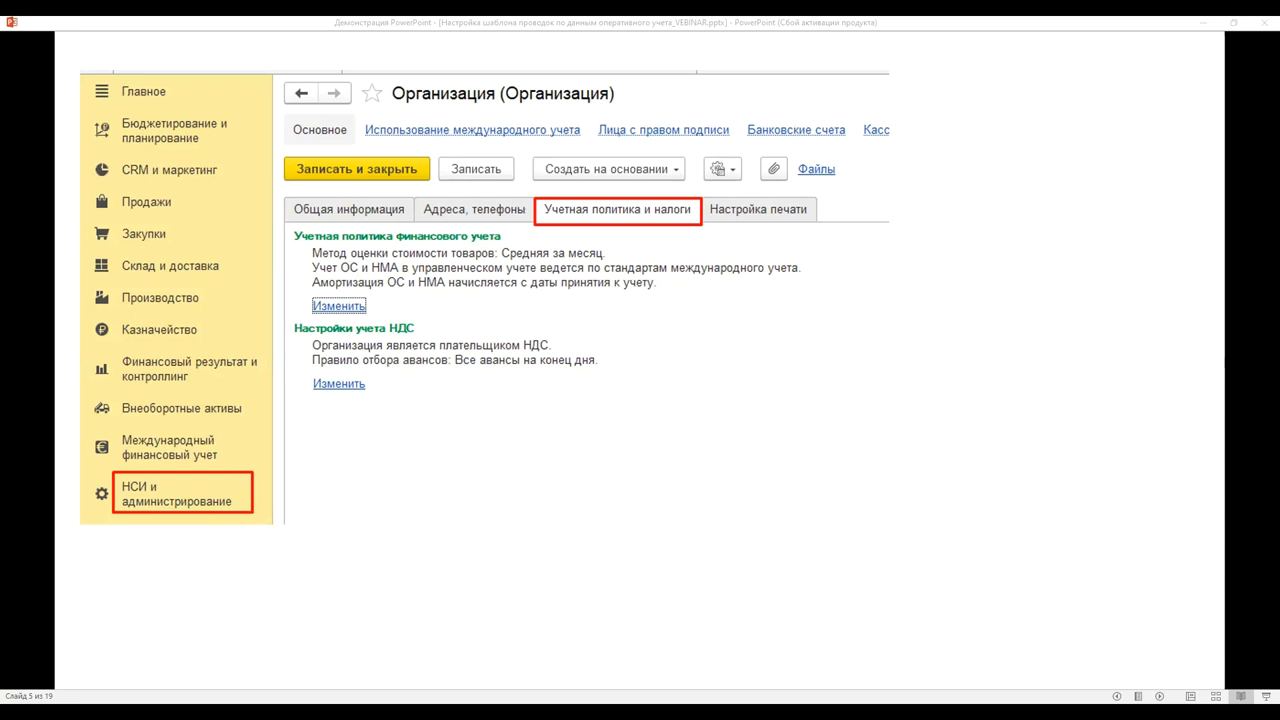 Демонстрация PowerPoint - [Настройка шаблона проводок по данным оперативного учета_VEBINAR.pptx] - PowerPoint (Сбой активации продукта)
Главное
Бюджетирование и
планирование
CRM и маркетинг
Продажи
Закупки
Склад и доставка
Производство
Казначейство
Финансовый результат и
контроллинг
Внеоборотные активы
Международный
финансовый учет
НСИ и
администрирование
Организация (Организация)
Основное Использование международного учета Лица с правом подписи Банковские счета Касс
Записать и закрыть Записать Создать на основании Файлы
Общая информация Адреса, телефоны Учетная политика и налоги Настройка печати
Учетная политика финансового учета
Метод оценки стоимости товаров: Средняя за месяц.
Учет ОС и НМА в управленческом учете ведется по стандартам международного учета.
Амортизация ОС и НМА начисляется с даты принятия к учету.
Изменить
Настройки учета НДС
Организация является плательщиком НДС.
Правило отбора авансов: Все авансы на конец дня.
Изменить
Слайд 5 из 19